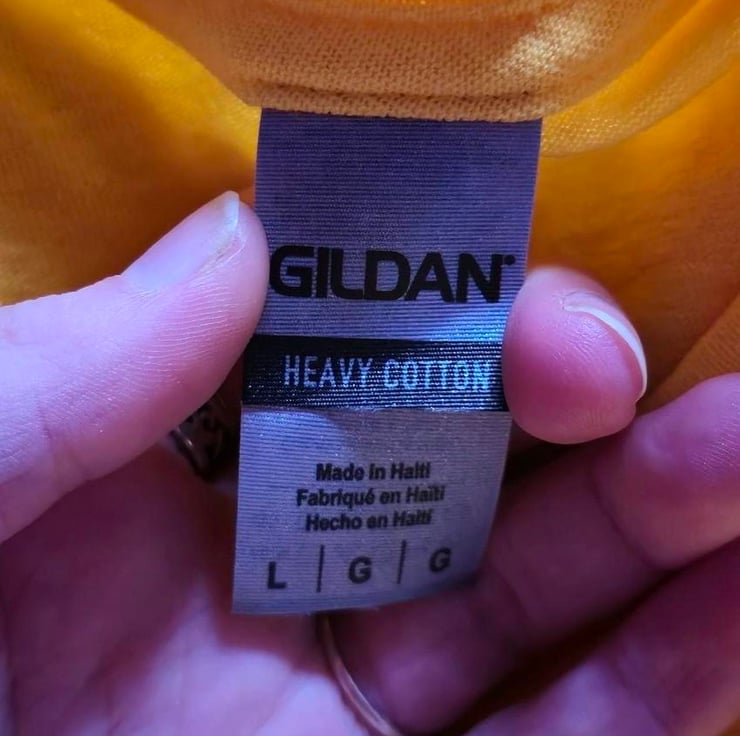 GILDAN
HEAVY COTTON
Made in Haiti
Fabriqué en Haïti
Hecho en Haití
L | G | G